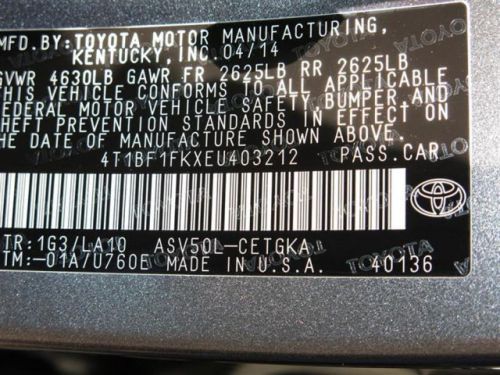 MFD.BY:TOYOTA MOTOR MANUFACTURING,
KENTUCKY, INC. 04/14
GVWR 4630LB GAWR FR 2625LB RR 2625LB
THIS VEHICLE CONFORMS TO ALL APPLICABLE
FEDERAL MOTOR VEHICLE SAFETY, BUMPER, AND
THEFT PREVENTION STANDARDS IN EFFECT ON
THE DATE OF MANUFACTURE SHOWN ABOVE.
4T1BF1FKXEU403212 PASS.CAR
TR:1G3/LA10 ASV50L-CETGKA
TM:-01A/U760E MADE IN U.S.A. 40136